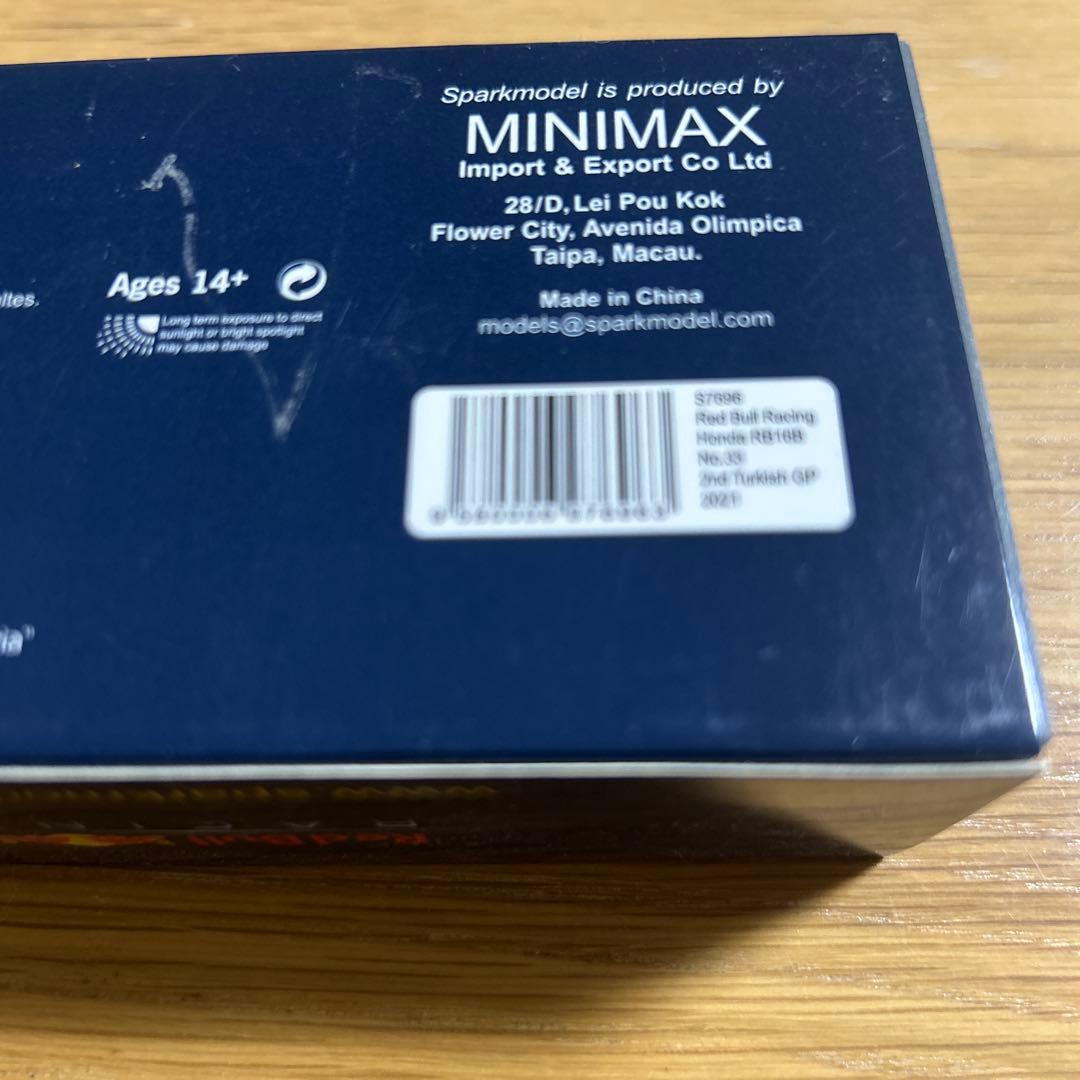 Sparkmodel is produced by
MINIMAX
Import & Export Co Ltd
28/D, Lei Pou Kok
Flower City, Avenida Olimpica
Taipa, Macau.
Made in China
models@sparkmodel.com
Ages 14+
Long term exposure to direct
sunlight or bright spotlight
may cause damage
S7696
Red Bull Racing
Honda RB16B
No.33
2nd Turkish GP
2021
Red Bull